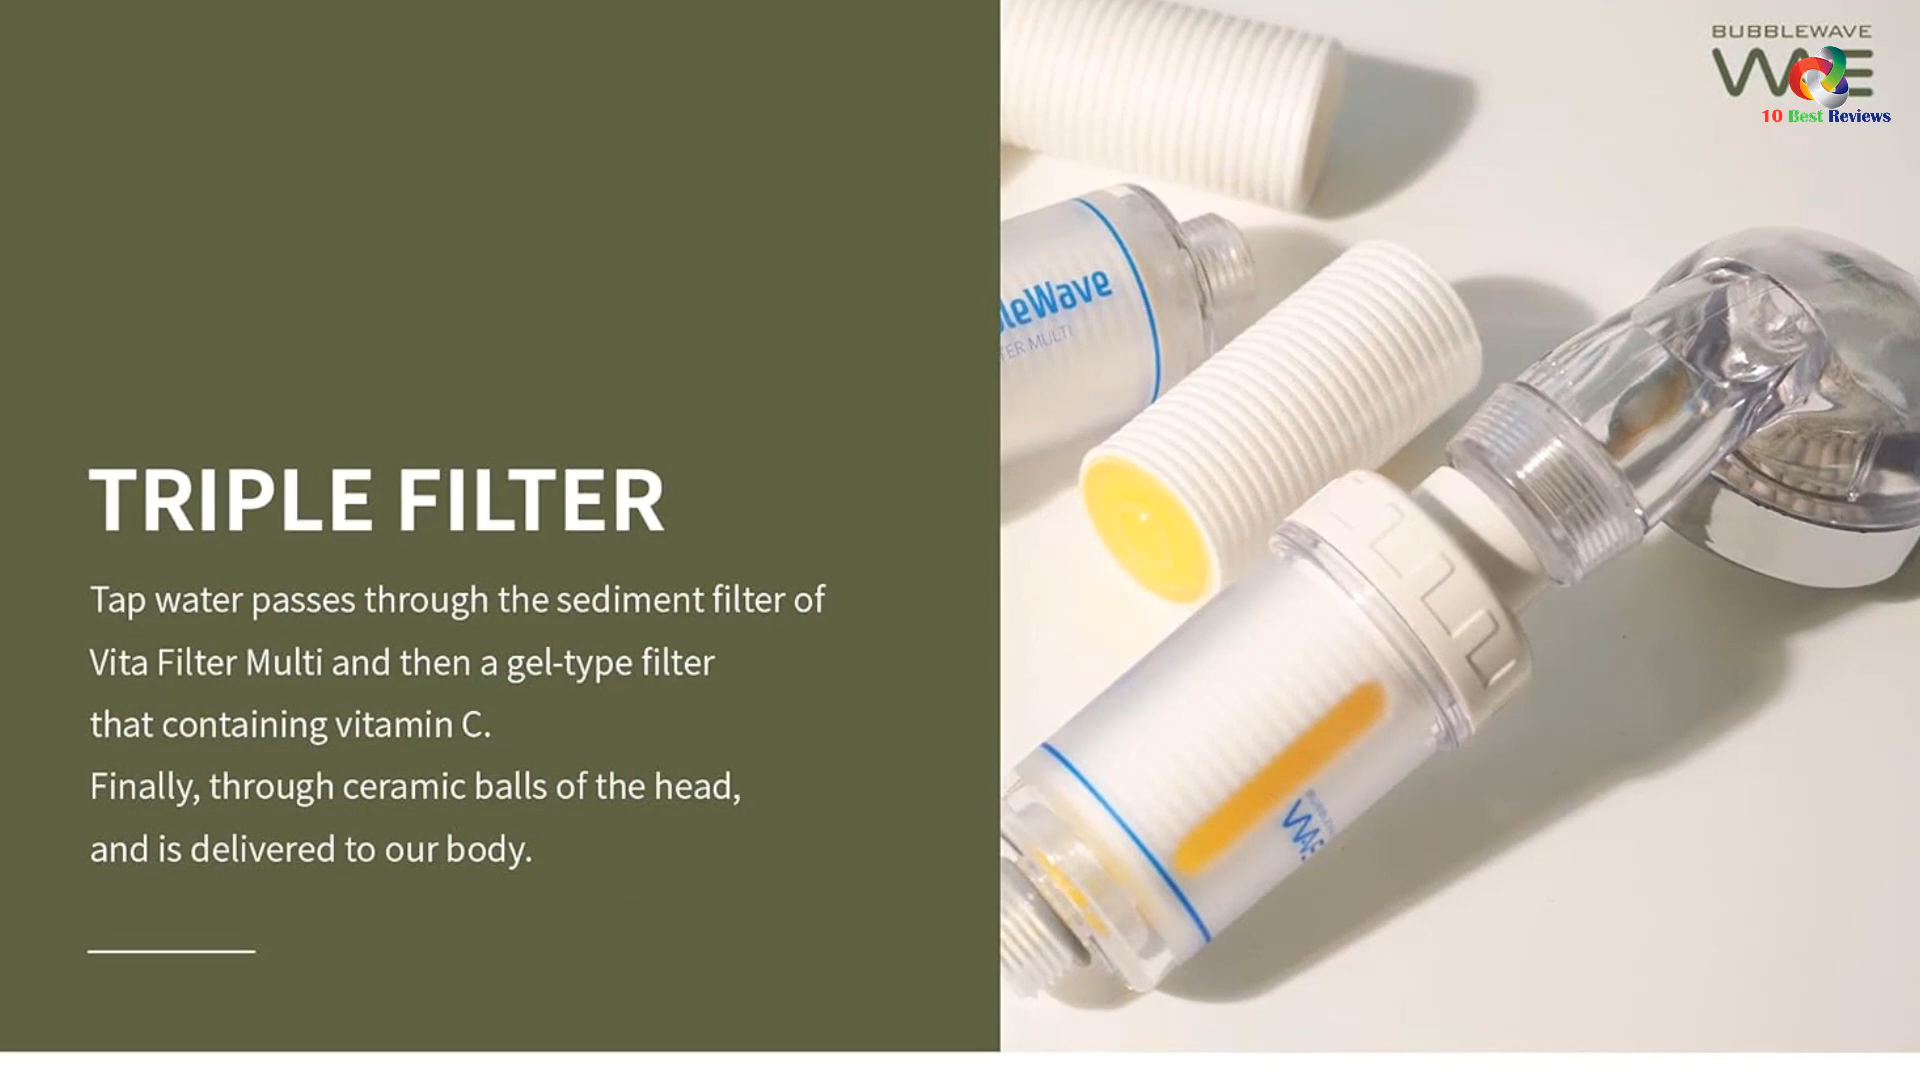 BUBBLEWAVE
10 Best Reviews
leWave
TER MULTI
TRIPLE FILTER
Tap water passes through the sediment filter of
Vita Filter Multi and then a gel-type filter
that containing vitamin C.
Finally, through ceramic balls of the head,
and is delivered to our body.